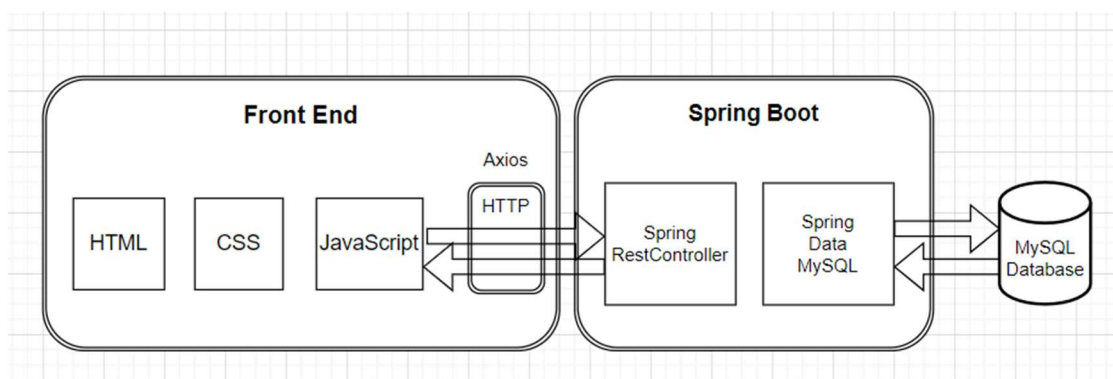 Front End
Axios
HTTP
HTML
CSS
JavaScript
Spring Boot
Spring
RestController
Spring
Data
MySQL
MySQL
Database